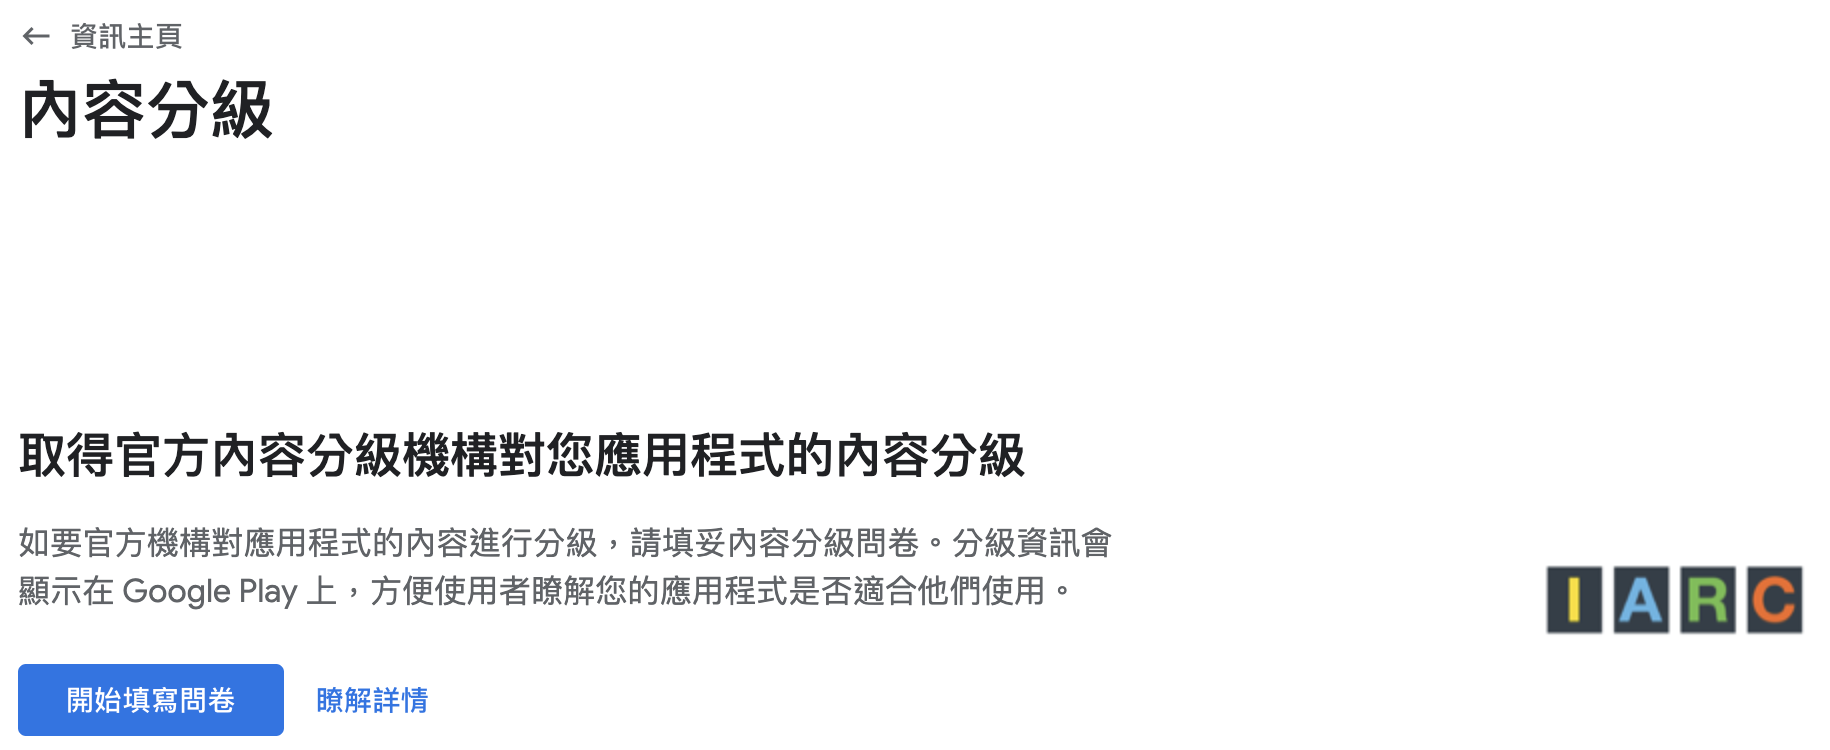 ← 資訊主頁
內容分級
取得官方內容分級機構對您應用程式的內容分級
如要官方機構對應用程式的內容進行分級，請填妥內容分級問卷。分級資訊會
顯示在 Google Play 上，方便使用者瞭解您的應用程式是否適合他們使用。
IARC
開始填寫問卷 瞭解詳情